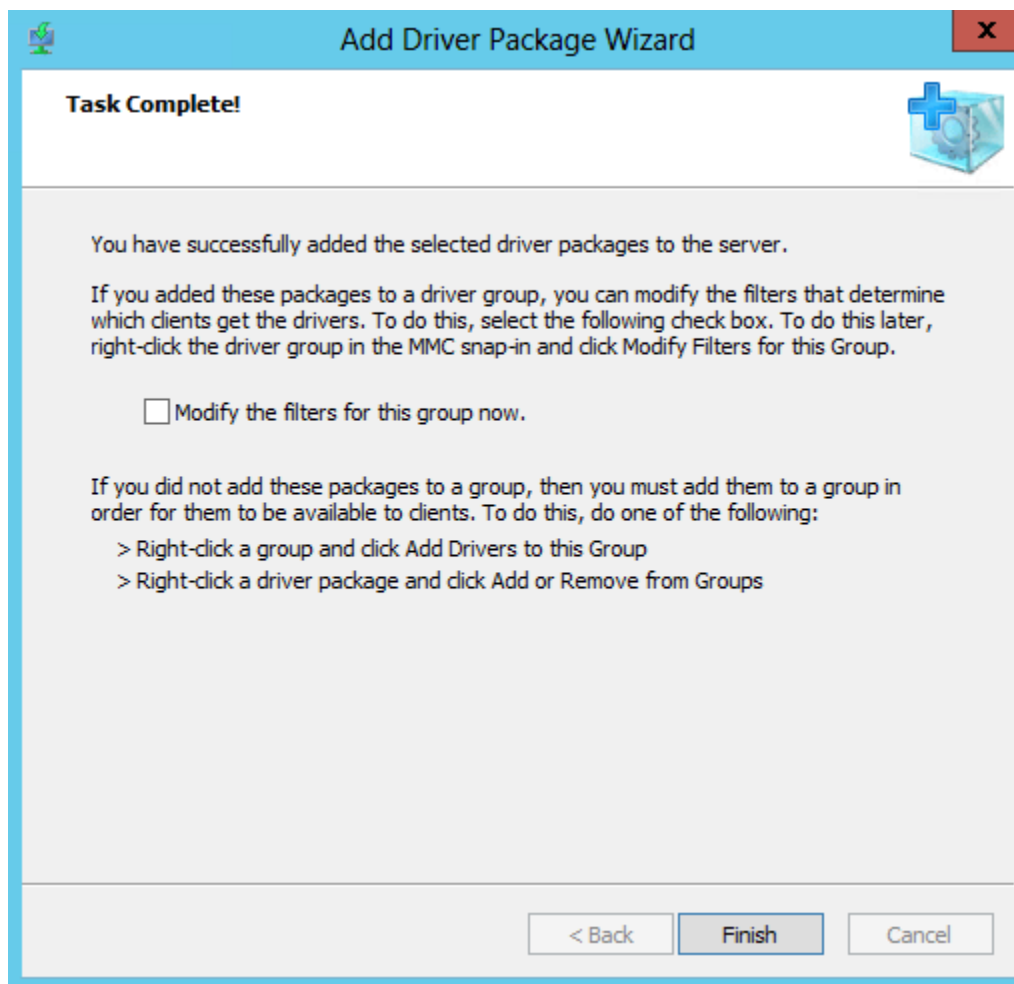 Add Driver Package Wizard
x
Task Complete!
You have successfully added the selected driver packages to the server.
If you added these packages to a driver group, you can modify the filters that determine
which clients get the drivers. To do this, select the following check box. To do this later,
right-click the driver group in the MMC snap-in and click Modify Filters for this Group.
Modify the filters for this group now.
If you did not add these packages to a group, then you must add them to a group in
order for them to be available to clients. To do this, do one of the following:
> Right-click a group and click Add Drivers to this Group
> Right-click a driver package and click Add or Remove from Groups
< Back Finish Cancel